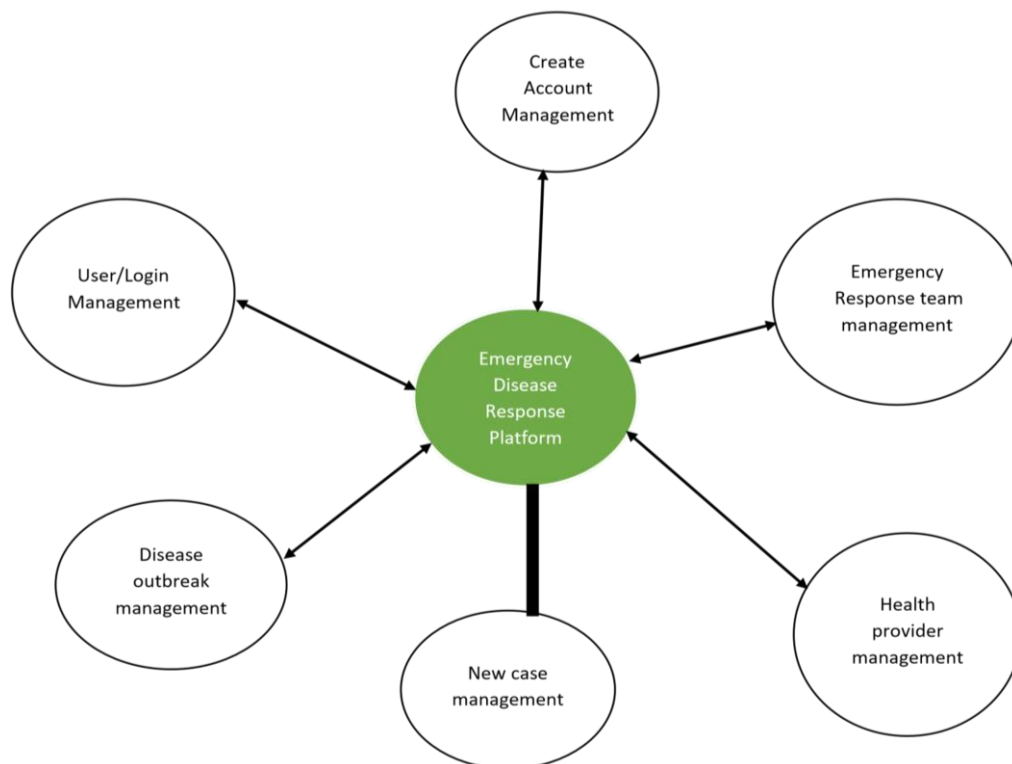 Create
Account
Management
User/Login
Management
Emergency
Response team
management
Emergency
Disease
Response
Platform
Disease
outbreak
management
Health
provider
management
New case
management